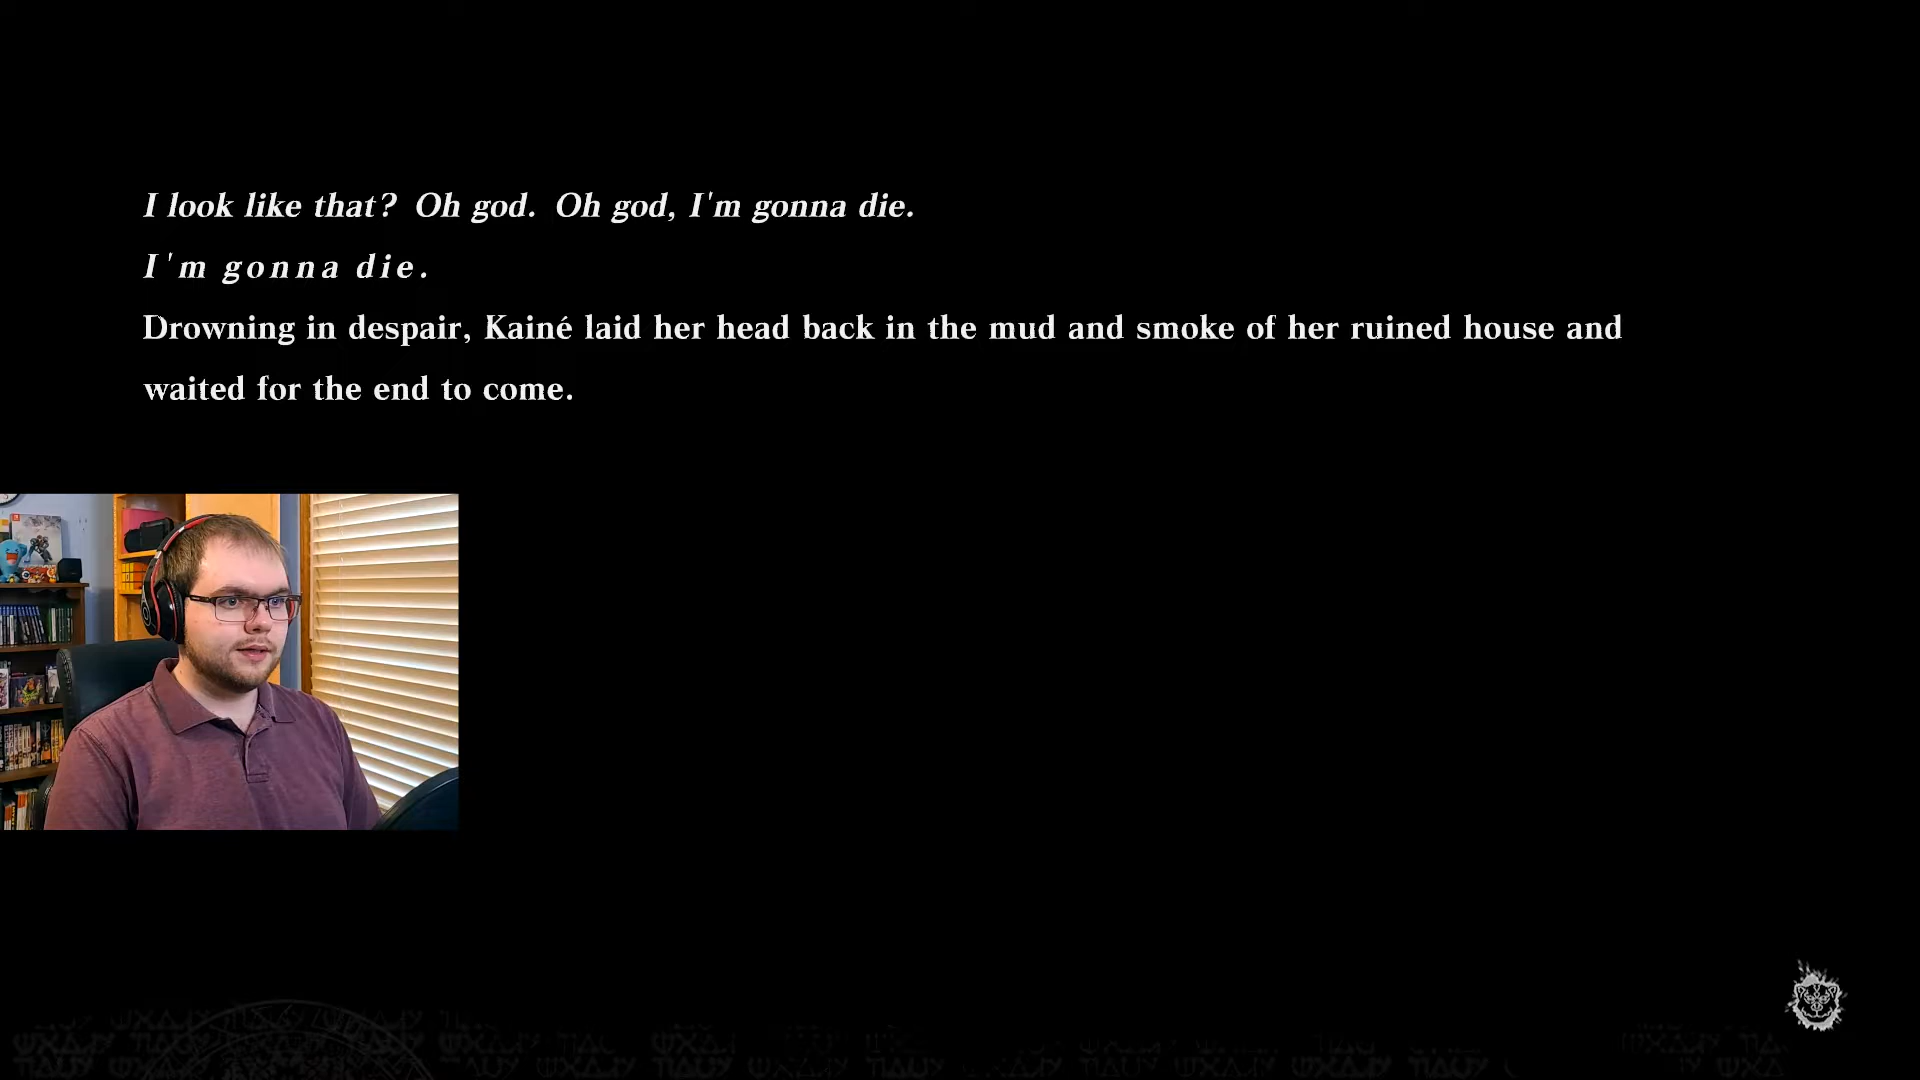 I look like that? Oh god. Oh god, I'm gonna die.
I'm gonna die.
Drowning in despair, Kainé laid her head back in the mud and smoke of her ruined house and
waited for the end to come.